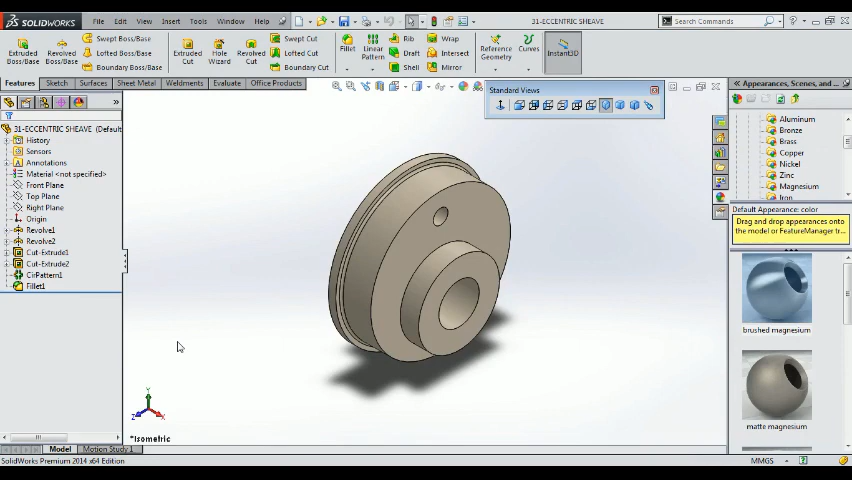 SOLIDWORKS File Edit View Insert Tools Window Help 31-ECCENTRIC SHEAVE Search Commands
Extruded Boss/Base
Revolved Boss/Base
Swept Boss/Base
Lofted Boss/Base
Boundary Boss/Base
Extruded Cut
Hole Wizard
Revolved Cut
Swept Cut
Lofted Cut
Boundary Cut
Fillet
Linear Pattern
Rib
Draft
Shell
Wrap
Intersect
Mirror
Reference Geometry
Curves
Instant3D
Features Sketch Surfaces Sheet Metal Weldments Evaluate Office Products
Standard Views
Appearances, Scenes, and
31-ECCENTRIC SHEAVE (Default
History
Sensors
Annotations
Material <not specified>
Front Plane
Top Plane
Right Plane
Origin
Revolve1
Revolve2
Cut-Extrude1
Cut-Extrude2
CirPattern1
Fillet1
Aluminum
Bronze
Brass
Copper
Nickel
Zinc
Magnesium
Iron
Default Appearance: color
Drag and drop appearances onto
the model or FeatureManager tr...
brushed magnesium
matte magnesium
Y
Z
X
*Isometric
Model Motion Study 1
SolidWorks Premium 2014 x64 Edition MMGS